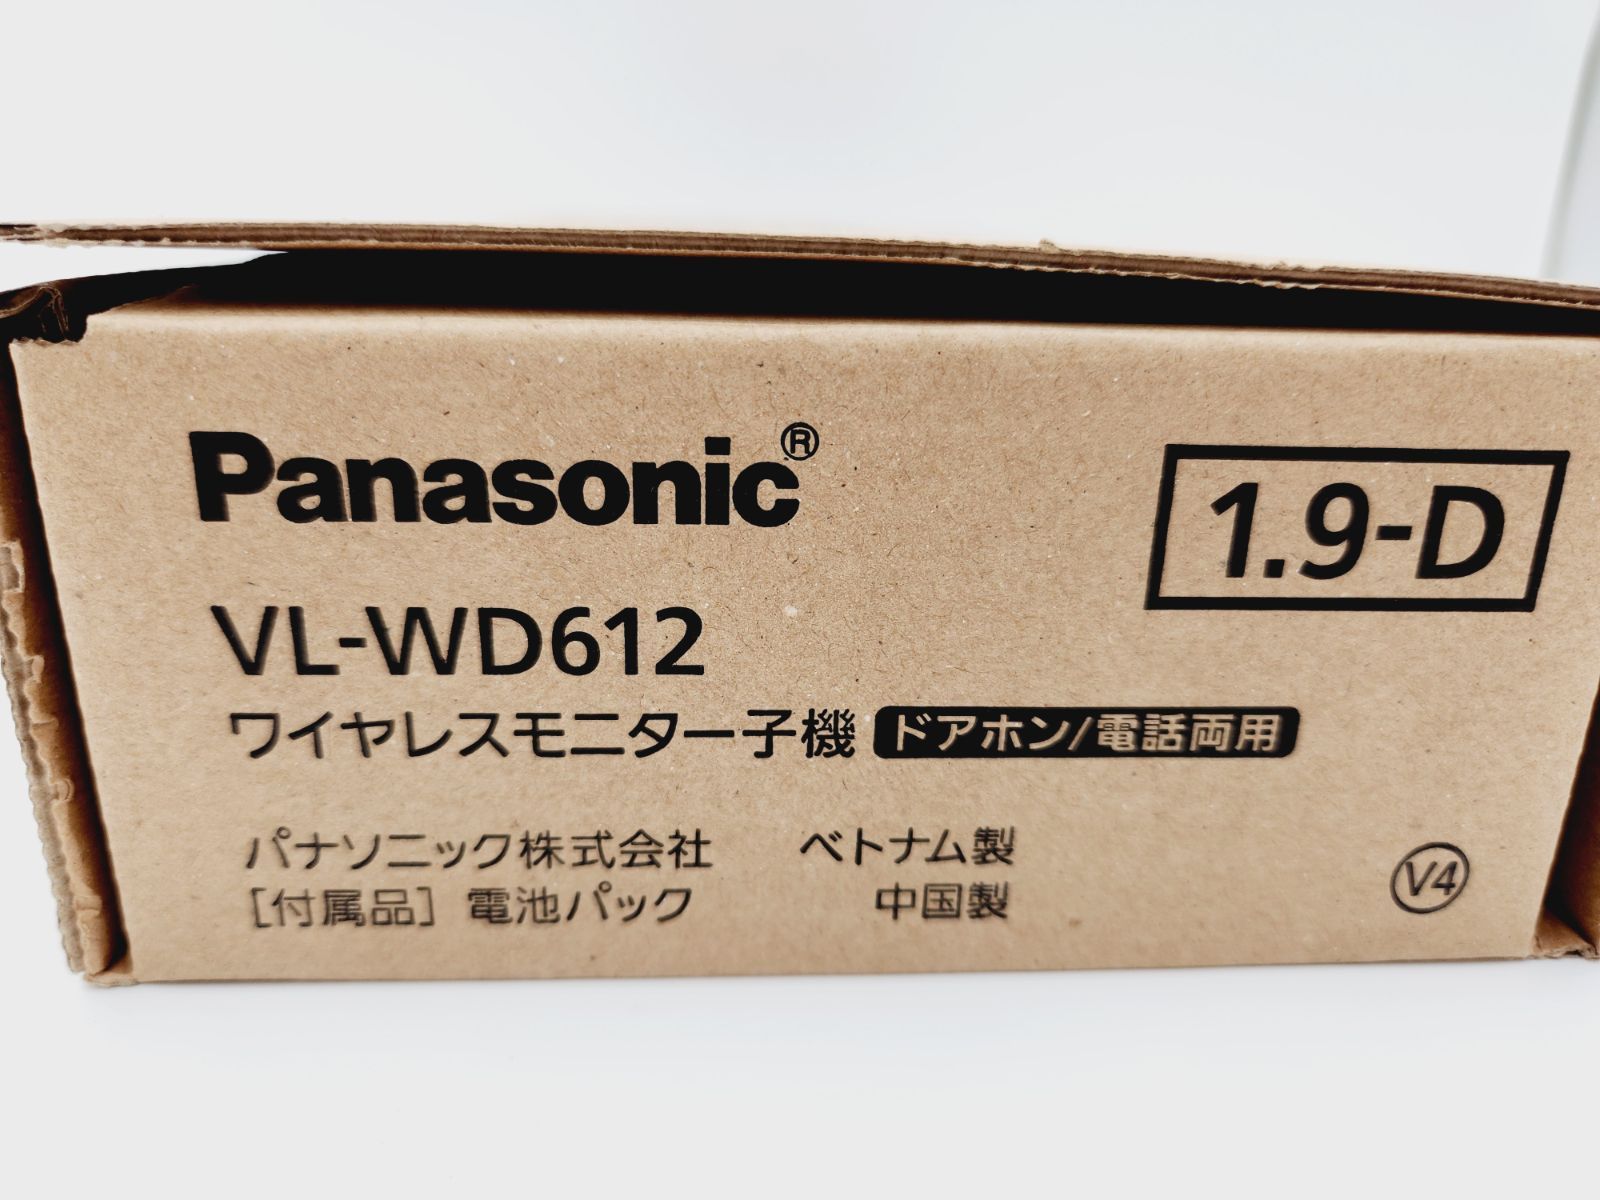 Panasonic®
1.9-D
VL-WD612
ワイヤレスモニター子機 ドアホン/電話両用
パナソニック株式会社 ベトナム製
[付属品] 電池パック 中国製
V4